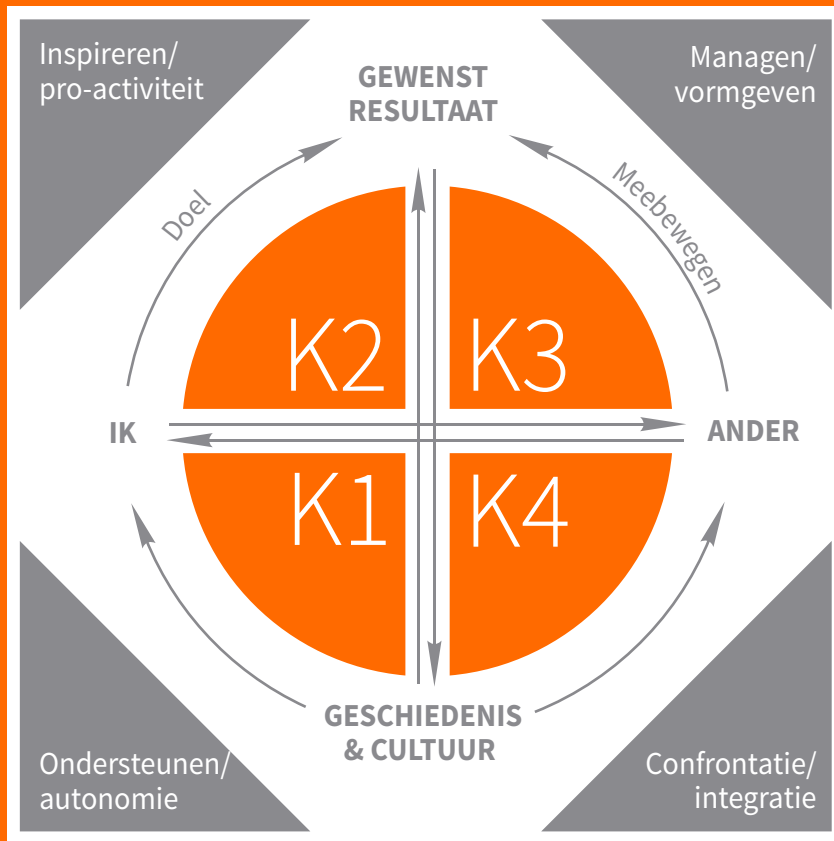 Inspireren/
pro-activiteit
GEWENST
RESULTAAT
Managen/
vormgeven
Doel
Meebewegen
K2
K3
IK
ANDER
K1
K4
GESCHIEDENIS
& CULTUUR
Ondersteunen/
autonomie
Confrontatie/
integratie